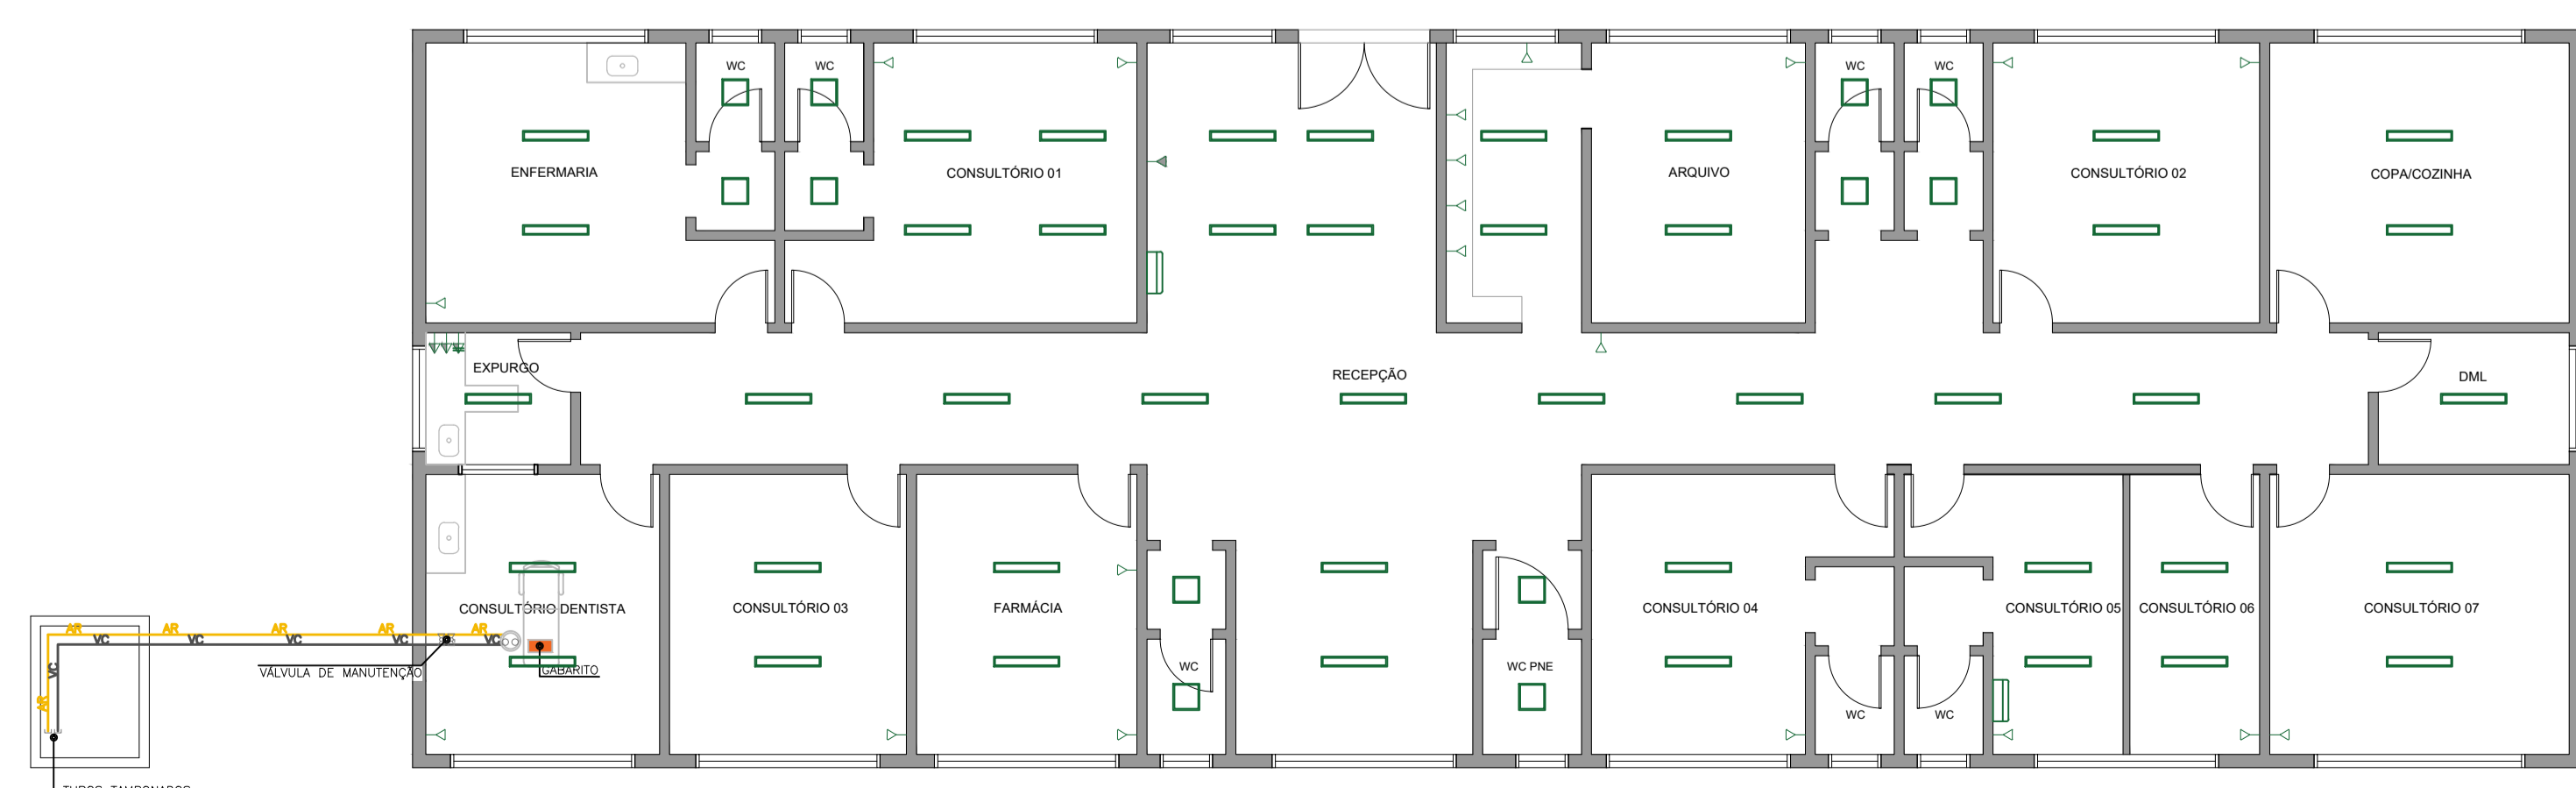 WC
WC
WC
WC
ENFERMARIA
CONSULTÓRIO 01
ARQUIVO
CONSULTÓRIO 02
COPA/COZINHA
EXPURGO
RECEPÇÃO
DML
CONSULTÓRIO DENTISTA
CONSULTÓRIO 03
FARMÁCIA
CONSULTÓRIO 04
CONSULTÓRIO 05
CONSULTÓRIO 06
CONSULTÓRIO 07
AR
AR
AR
AR
AR
VC
VC
VC
VC
VC
VC
AR
VÁLVULA DE MANUTENÇÃO
GABARITO
WC
WC PNE
WC
WC
TUBOS TAMPONADOS